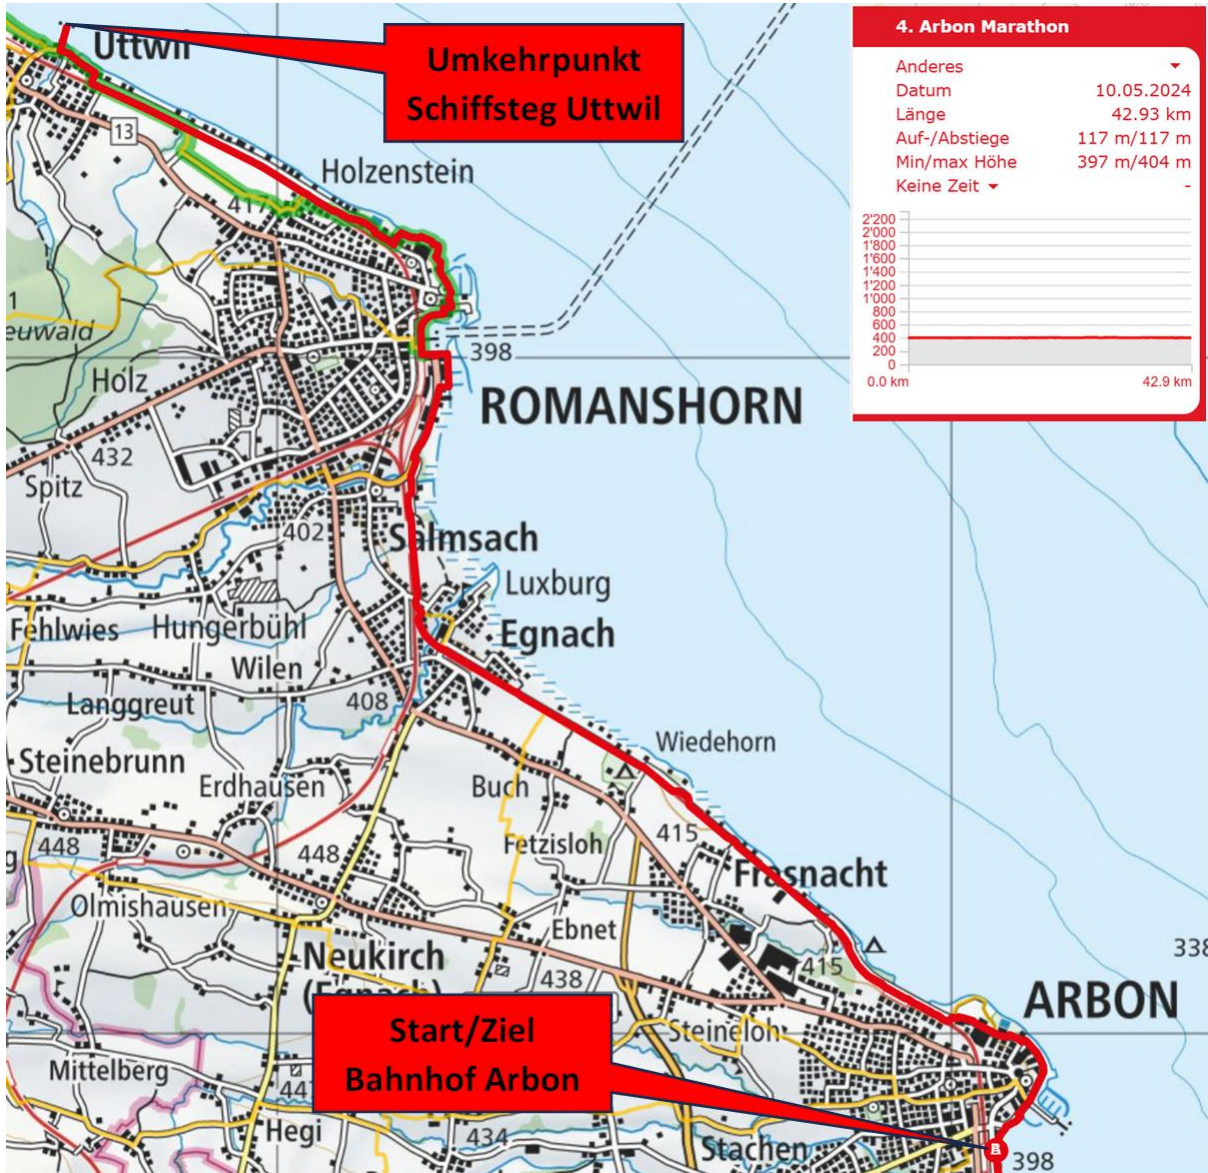 Uttwil
Umkehrpunkt
Schiffsteg Uttwil
4. Arbon Marathon
Anderes
Datum 10.05.2024
Länge 42.93 km
Auf-/Abstiege 117 m/117 m
Min/max Höhe 397 m/404 m
Keine Zeit -
2'200
2'000
1'800
1'600
1'400
1'200
1'000
800
600
400
200
0
0.0 km 42.9 km
13
Holzenstein
417
1
euwald
398
Holz
ROMANSHORN
432
Spitz
402
Salmsach
Luxburg
Fehlwies Hungerbühl
Egnach
Wilen
Langgreut
408
Wiedehorn
Steinebrunn
Erdhausen
Buch
415
448
448
Fetzisloh
g
Frasnacht
Olmishausen
Ebnet
Neukirch
(Egnach)
438
415
338
ARBON
Start/Ziel
Bahnhof Arbon
Steineloh
Mittelberg
44
Hegi
434
Stachen
398